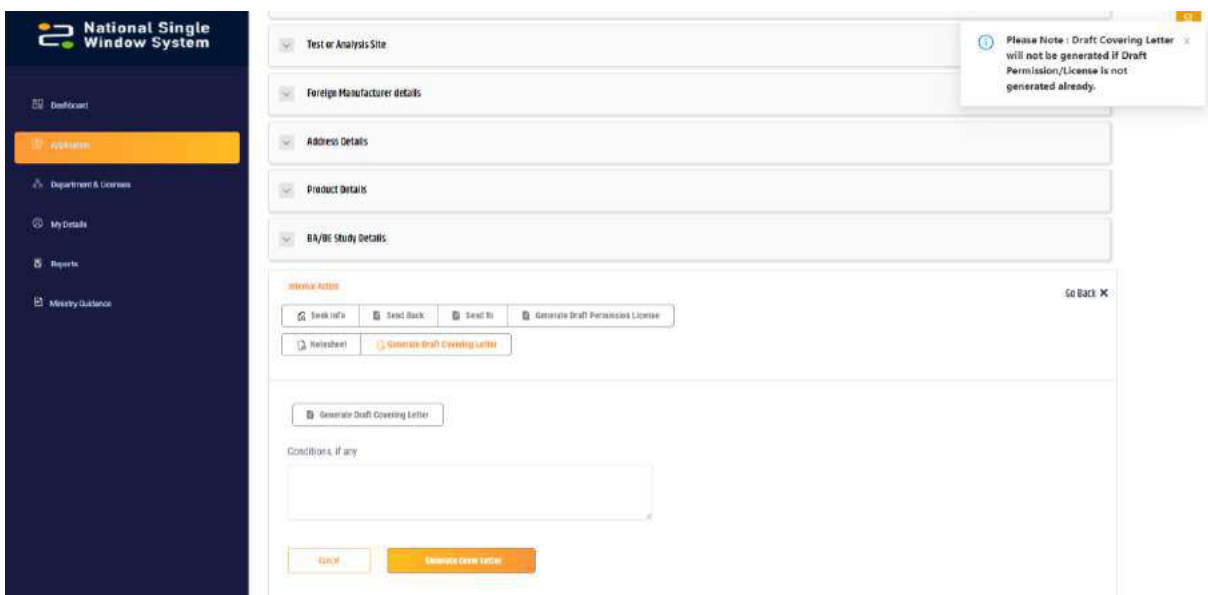 National Single
Window System
Dashboard
Application
Department & Licenses
My Details
Reports
Ministry Guidance
Test or Analysis Site
Foreign Manufacturer details
Address Details
Product Details
BA/BE Study Details
Please Note : Draft Covering Letter
will not be generated if Draft
Permission/License is not
generated already.
Internal Action
Go Back
Seek Info
Send Back
Send To
Generate Draft Permission License
Notesheet
Generate Draft Covering Letter
Generate Draft Covering Letter
Conditions, if any
Cancel
Generate Cover Letter